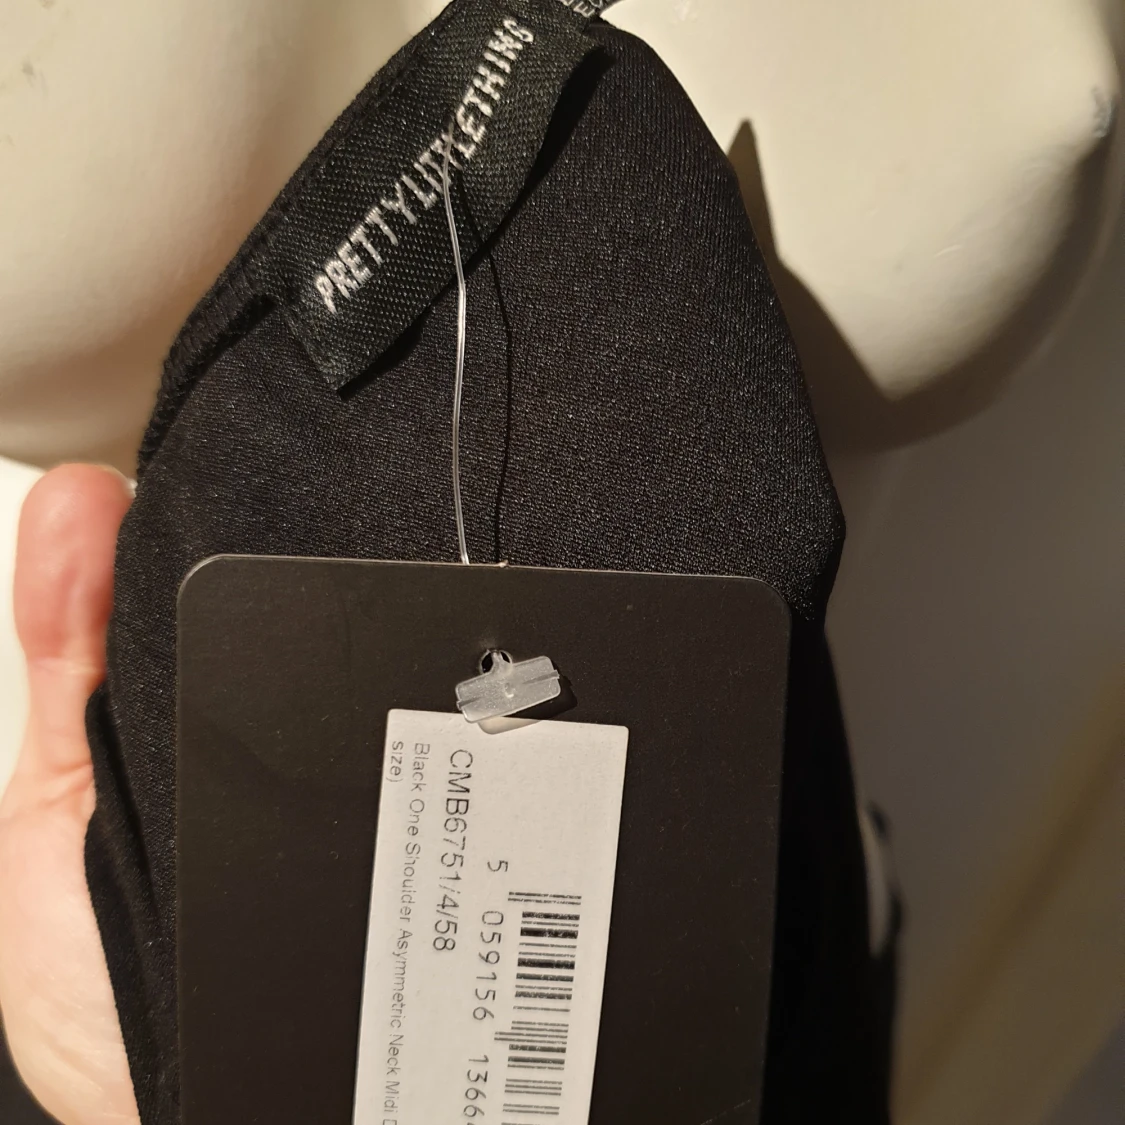 PRETTYLITTLETHING
5 059156 1366
CMB6751/4/58
Black One Shoulder Asymmetric Neck Midi
size)